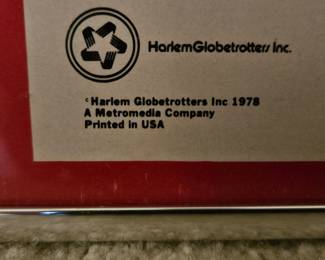 HarlemGlobetrotters Inc.
©Harlem Globetrotters Inc 1978
A Metromedia Company
Printed in USA